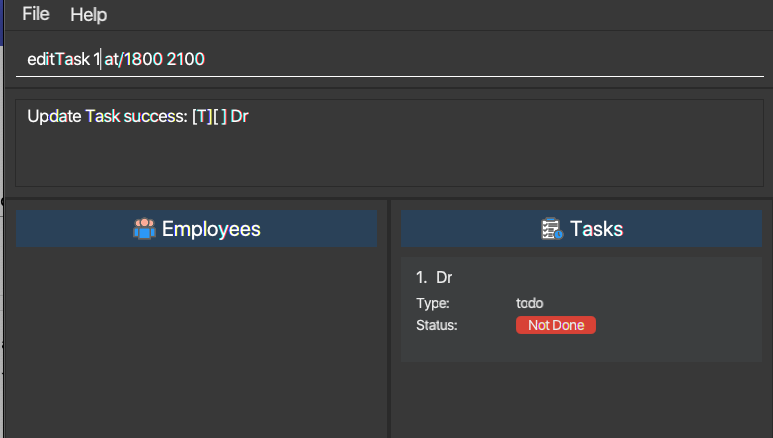 File Help
editTask 1 at/1800 2100
Update Task success: [T][ ] Dr
Employees
Tasks
1. Dr
Type: todo
Status: Not Done